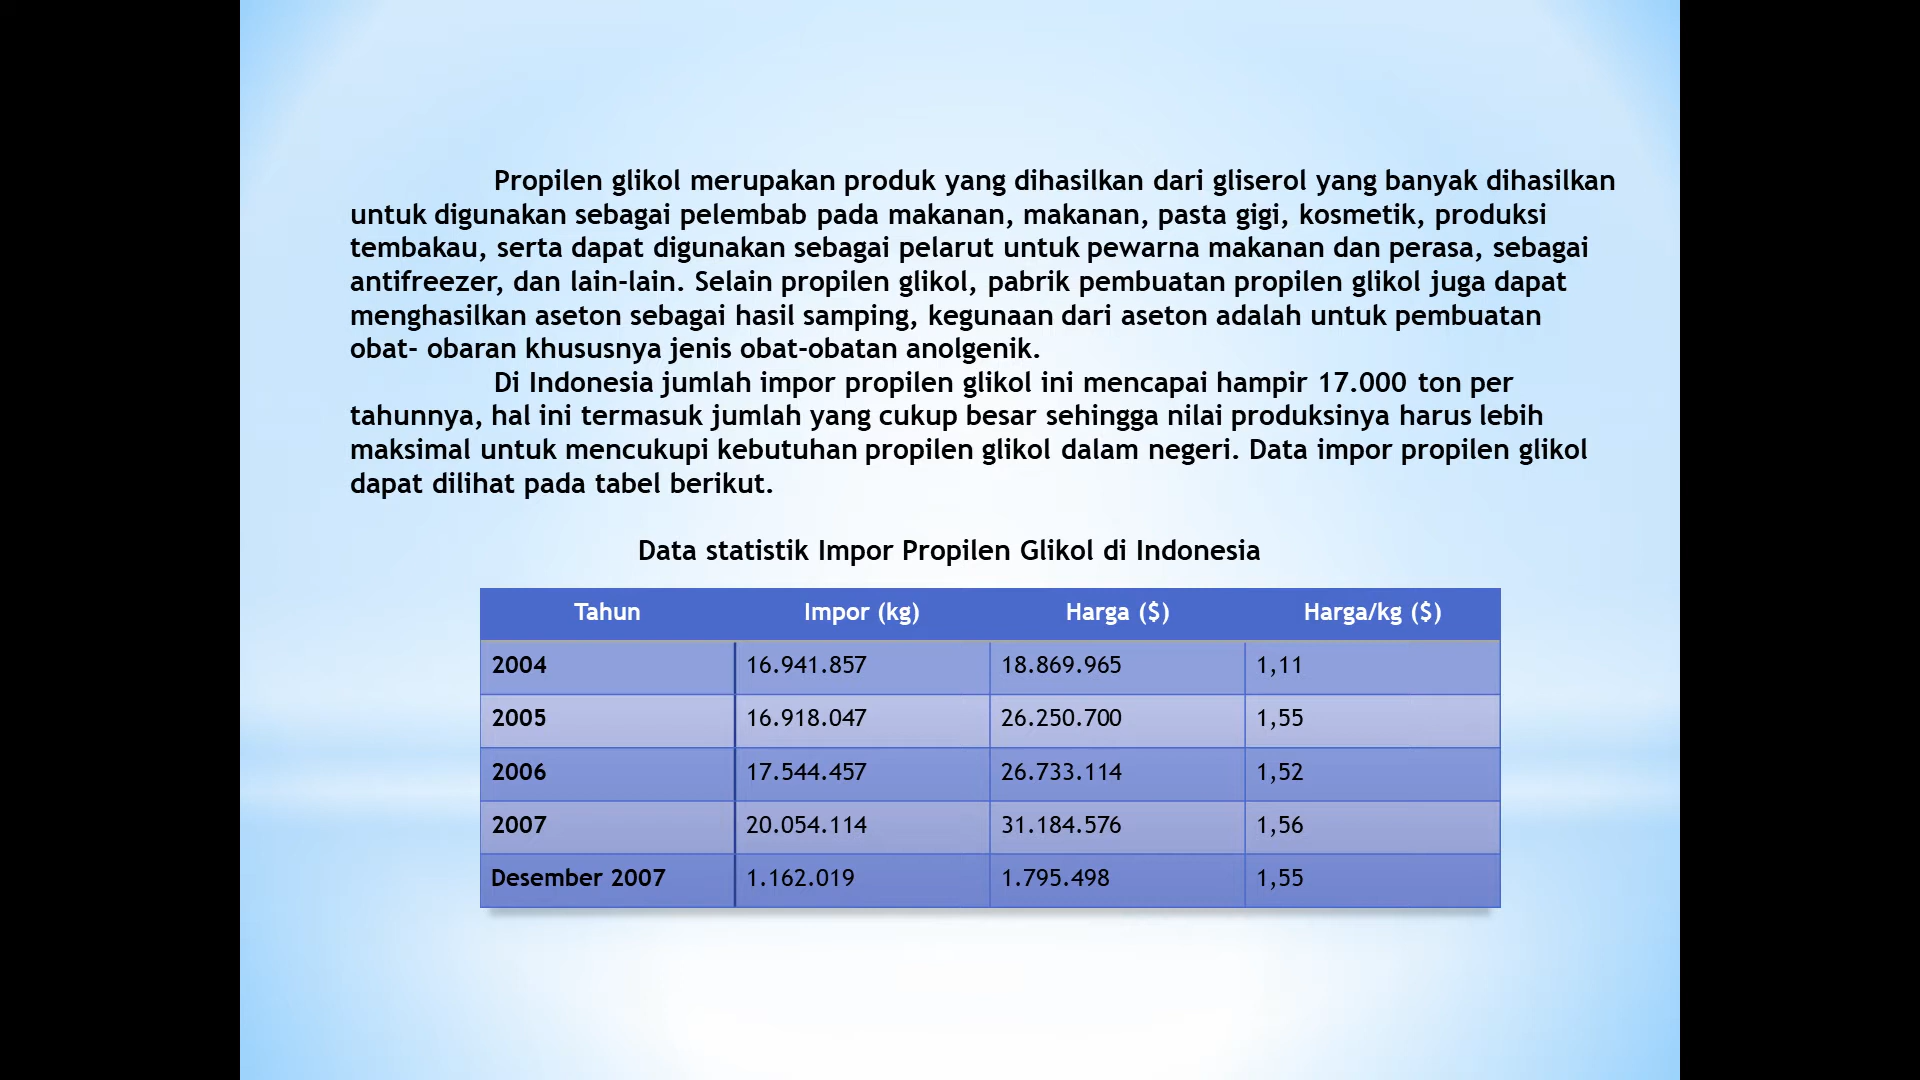 Propilen glikol merupakan produk yang dihasilkan dari gliserol yang banyak dihasilkan
untuk digunakan sebagai pelembab pada makanan, makanan, pasta gigi, kosmetik, produksi
tembakau, serta dapat digunakan sebagai pelarut untuk pewarna makanan dan perasa, sebagai
antifreezer, dan lain-lain. Selain propilen glikol, pabrik pembuatan propilen glikol juga dapat
menghasilkan aseton sebagai hasil samping, kegunaan dari aseton adalah untuk pembuatan
obat- obaran khususnya jenis obat-obatan anolgenik.
Di Indonesia jumlah impor propilen glikol ini mencapai hampir 17.000 ton per
tahunnya, hal ini termasuk jumlah yang cukup besar sehingga nilai produksinya harus lebih
maksimal untuk mencukupi kebutuhan propilen glikol dalam negeri. Data impor propilen glikol
dapat dilihat pada tabel berikut.
Data statistik Impor Propilen Glikol di Indonesia
Tahun Impor (kg) Harga ($) Harga/kg ($)
2004 16.941.857 18.869.965 1,11
2005 16.918.047 26.250.700 1,55
2006 17.544.457 26.733.114 1,52
2007 20.054.114 31.184.576 1,56
Desember 2007 1.162.019 1.795.498 1,55